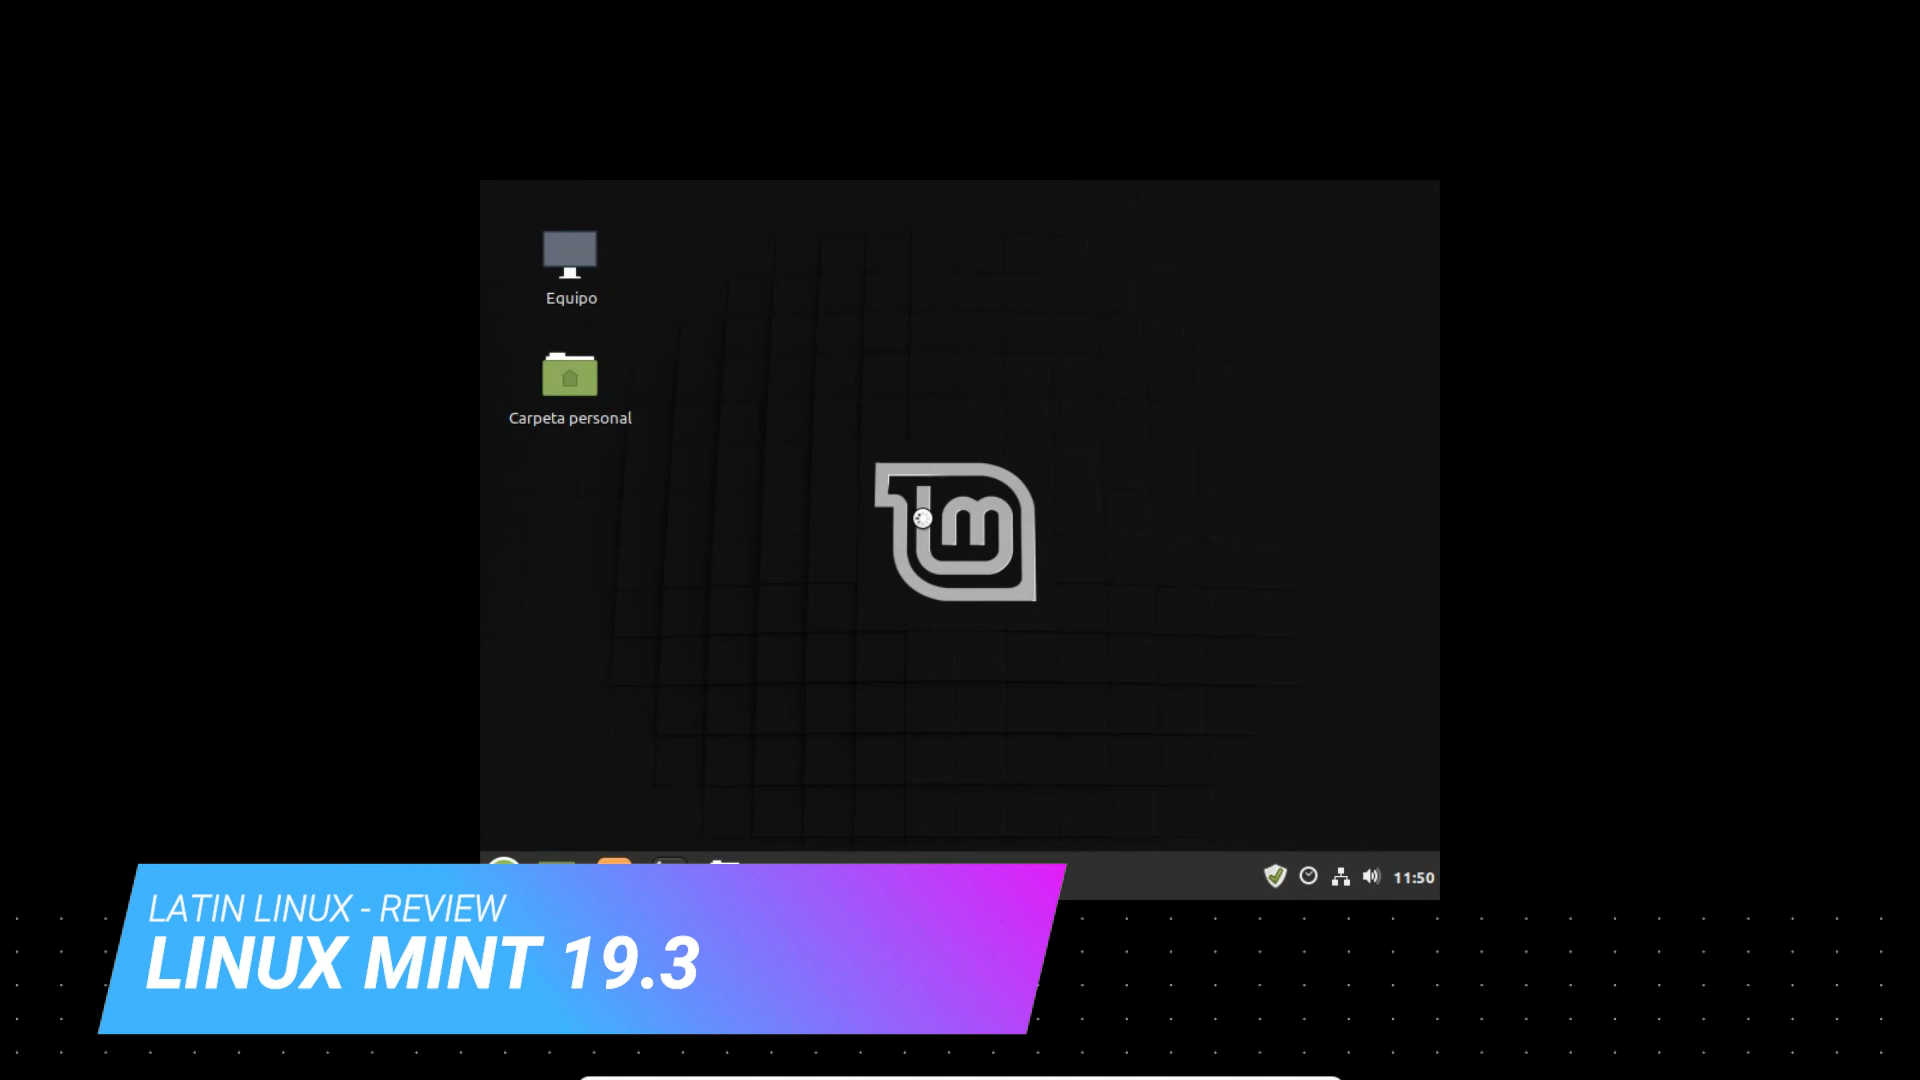 Equipo
Carpeta personal
11:50
LATIN LINUX - REVIEW
LINUX MINT 19.3